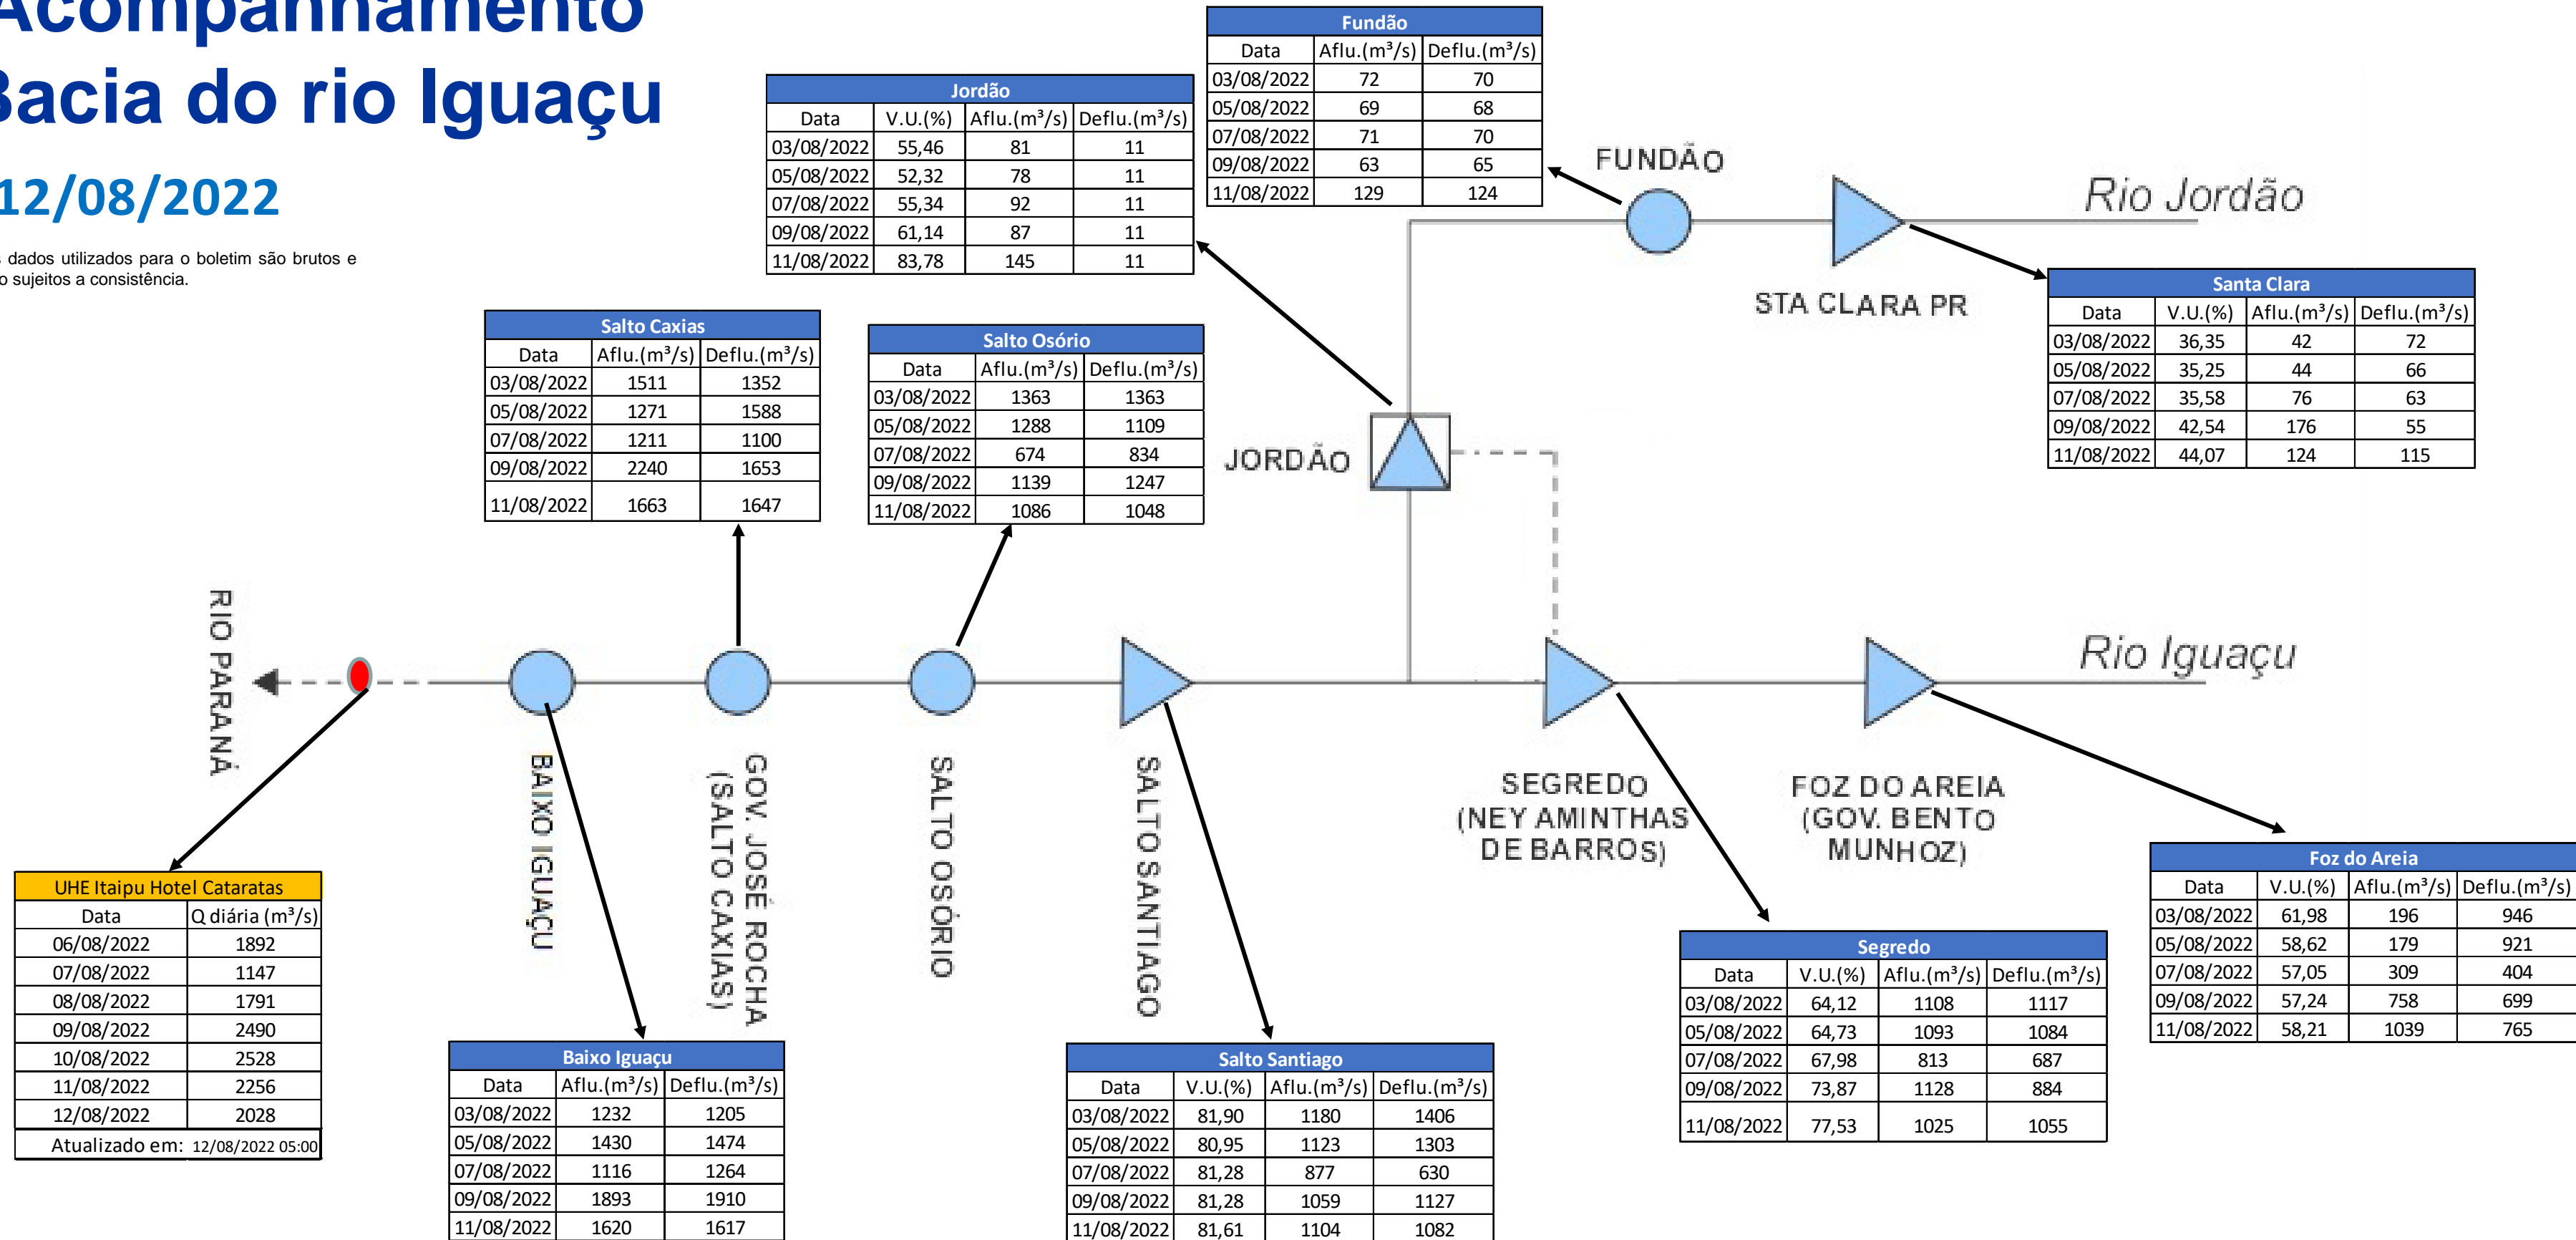 Acompanhamento
Bacia do rio Iguaçu
12/08/2022
s dados utilizados para o boletim são brutos e
o sujeitos a consistência.
Fundão
Data Aflu.(m³/s) Deflu.(m³/s)
03/08/2022 72 70
05/08/2022 69 68
07/08/2022 71 70
09/08/2022 63 65
11/08/2022 129 124
Jordão
Data V.U.(%) Aflu.(m³/s) Deflu.(m³/s)
03/08/2022 55,46 81 11
05/08/2022 52,32 78 11
07/08/2022 55,34 92 11
09/08/2022 61,14 87 11
11/08/2022 83,78 145 11
FUNDÃO
Rio Jordão
STA CLARA PR
Santa Clara
Data V.U.(%) Aflu.(m³/s) Deflu.(m³/s)
03/08/2022 36,35 42 72
05/08/2022 35,25 44 66
07/08/2022 35,58 76 63
09/08/2022 42,54 176 55
11/08/2022 44,07 124 115
Salto Caxias
Data Aflu.(m³/s) Deflu.(m³/s)
03/08/2022 1511 1352
05/08/2022 1271 1588
07/08/2022 1211 1100
09/08/2022 2240 1653
11/08/2022 1663 1647
Salto Osório
Data Aflu.(m³/s) Deflu.(m³/s)
03/08/2022 1363 1363
05/08/2022 1288 1109
07/08/2022 674 834
09/08/2022 1139 1247
11/08/2022 1086 1048
JORDÃO
RIO PARANÁ
Rio Iguaçu
BAIXO IGUAÇU
GOV. JOSÉ ROCHA
(SALTO CAXIAS)
SALTO OSÓRIO
SALTO SANTIAGO
SEGREDO
(NEY AMINTHAS
DE BARROS)
FOZ DO AREIA
(GOV. BENTO
MUNHOZ)
UHE Itaipu Hotel Cataratas
Data Q diária (m³/s)
06/08/2022 1892
07/08/2022 1147
08/08/2022 1791
09/08/2022 2490
10/08/2022 2528
11/08/2022 2256
12/08/2022 2028
Atualizado em: 12/08/2022 05:00
Baixo Iguaçu
Data Aflu.(m³/s) Deflu.(m³/s)
03/08/2022 1232 1205
05/08/2022 1430 1474
07/08/2022 1116 1264
09/08/2022 1893 1910
11/08/2022 1620 1617
Salto Santiago
Data V.U.(%) Aflu.(m³/s) Deflu.(m³/s)
03/08/2022 81,90 1180 1406
05/08/2022 80,95 1123 1303
07/08/2022 81,28 877 630
09/08/2022 81,28 1059 1127
11/08/2022 81,61 1104 1082
Segredo
Data V.U.(%) Aflu.(m³/s) Deflu.(m³/s)
03/08/2022 64,12 1108 1117
05/08/2022 64,73 1093 1084
07/08/2022 67,98 813 687
09/08/2022 73,87 1128 884
11/08/2022 77,53 1025 1055
Foz do Areia
Data V.U.(%) Aflu.(m³/s) Deflu.(m³/s)
03/08/2022 61,98 196 946
05/08/2022 58,62 179 921
07/08/2022 57,05 309 404
09/08/2022 57,24 758 699
11/08/2022 58,21 1039 765